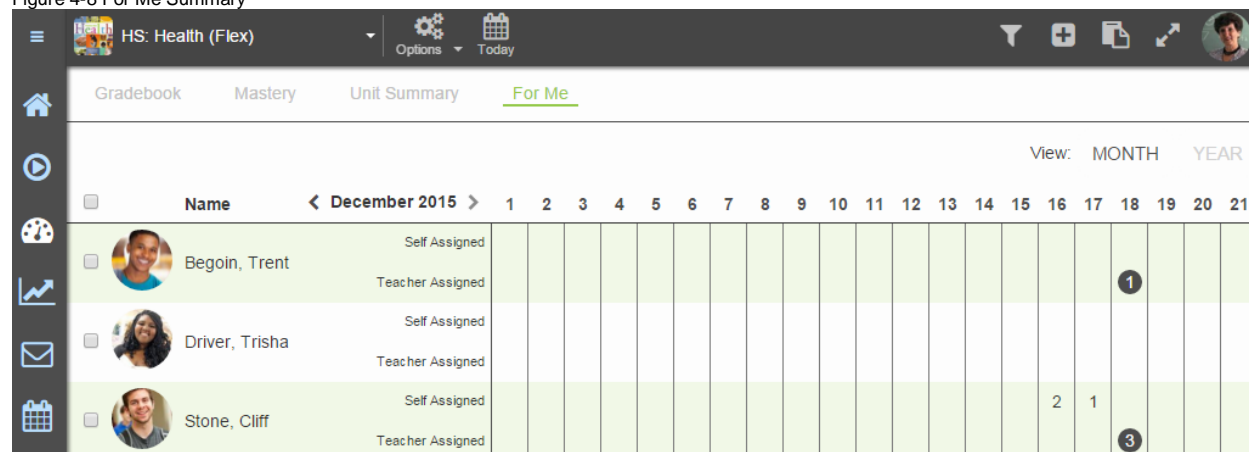 Figure 4-8 For Me Summary
Health HS: Health (Flex) Options Today
Gradebook Mastery Unit Summary For Me
View: MONTH YEAR
Name December 2015 1 2 3 4 5 6 7 8 9 10 11 12 13 14 15 16 17 18 19 20 21
Self Assigned
Begoin, Trent
Teacher Assigned 1
Self Assigned
Driver, Trisha
Teacher Assigned
Self Assigned 2 1
Stone, Cliff
Teacher Assigned 3